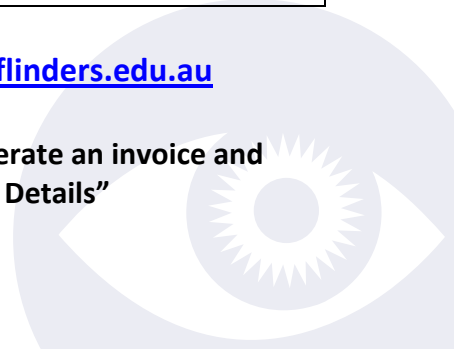 flinders.edu.au
erate an invoice and
Details”